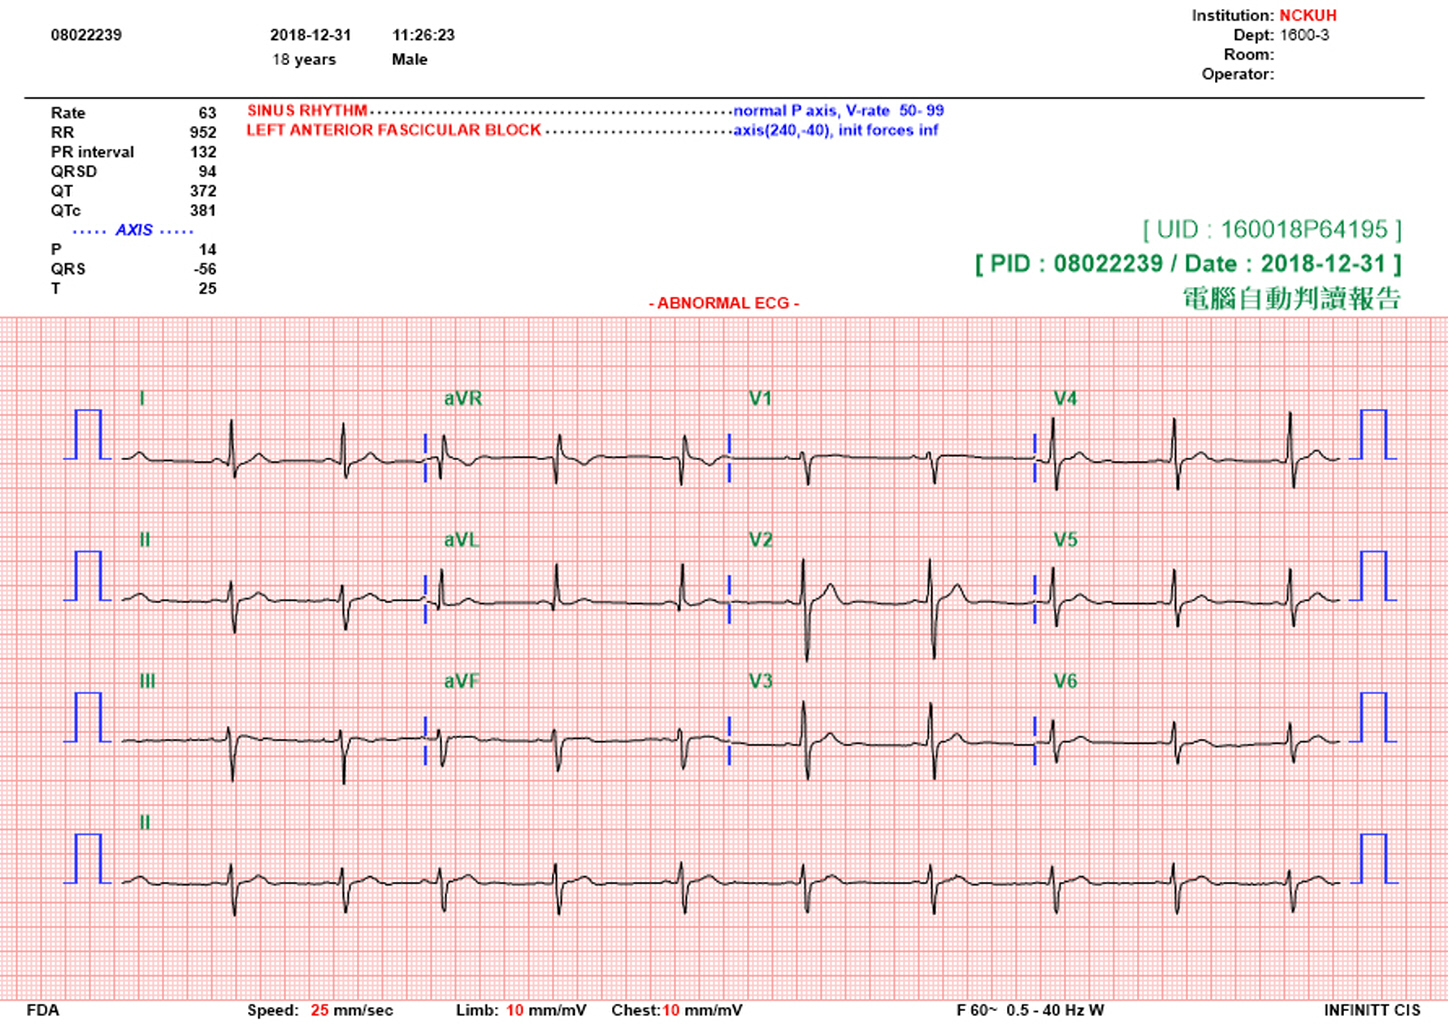 Institution: NCKUH
08022239 2018-12-31 11:26:23 Dept: 1600-3
18 years Male Room:
Operator:
Rate 63 SINUS RHYTHM normal P axis, V-rate 50- 99
RR 952 LEFT ANTERIOR FASCICULAR BLOCK axis(240,-40), init forces inf
PR interval 132
QRSD 94
QT 372
QTc 381
AXIS
P 14
QRS -56
T 25
[ UID : 160018P64195 ]
[ PID : 08022239 / Date : 2018-12-31 ]
電腦自動判讀報告
- ABNORMAL ECG -
I aVR V1 V4
II aVL V2 V5
III aVF V3 V6
II
FDA Speed: 25 mm/sec Limb: 10 mm/mV Chest:10 mm/mV F 60~ 0.5 - 40 Hz W INFINITT CIS